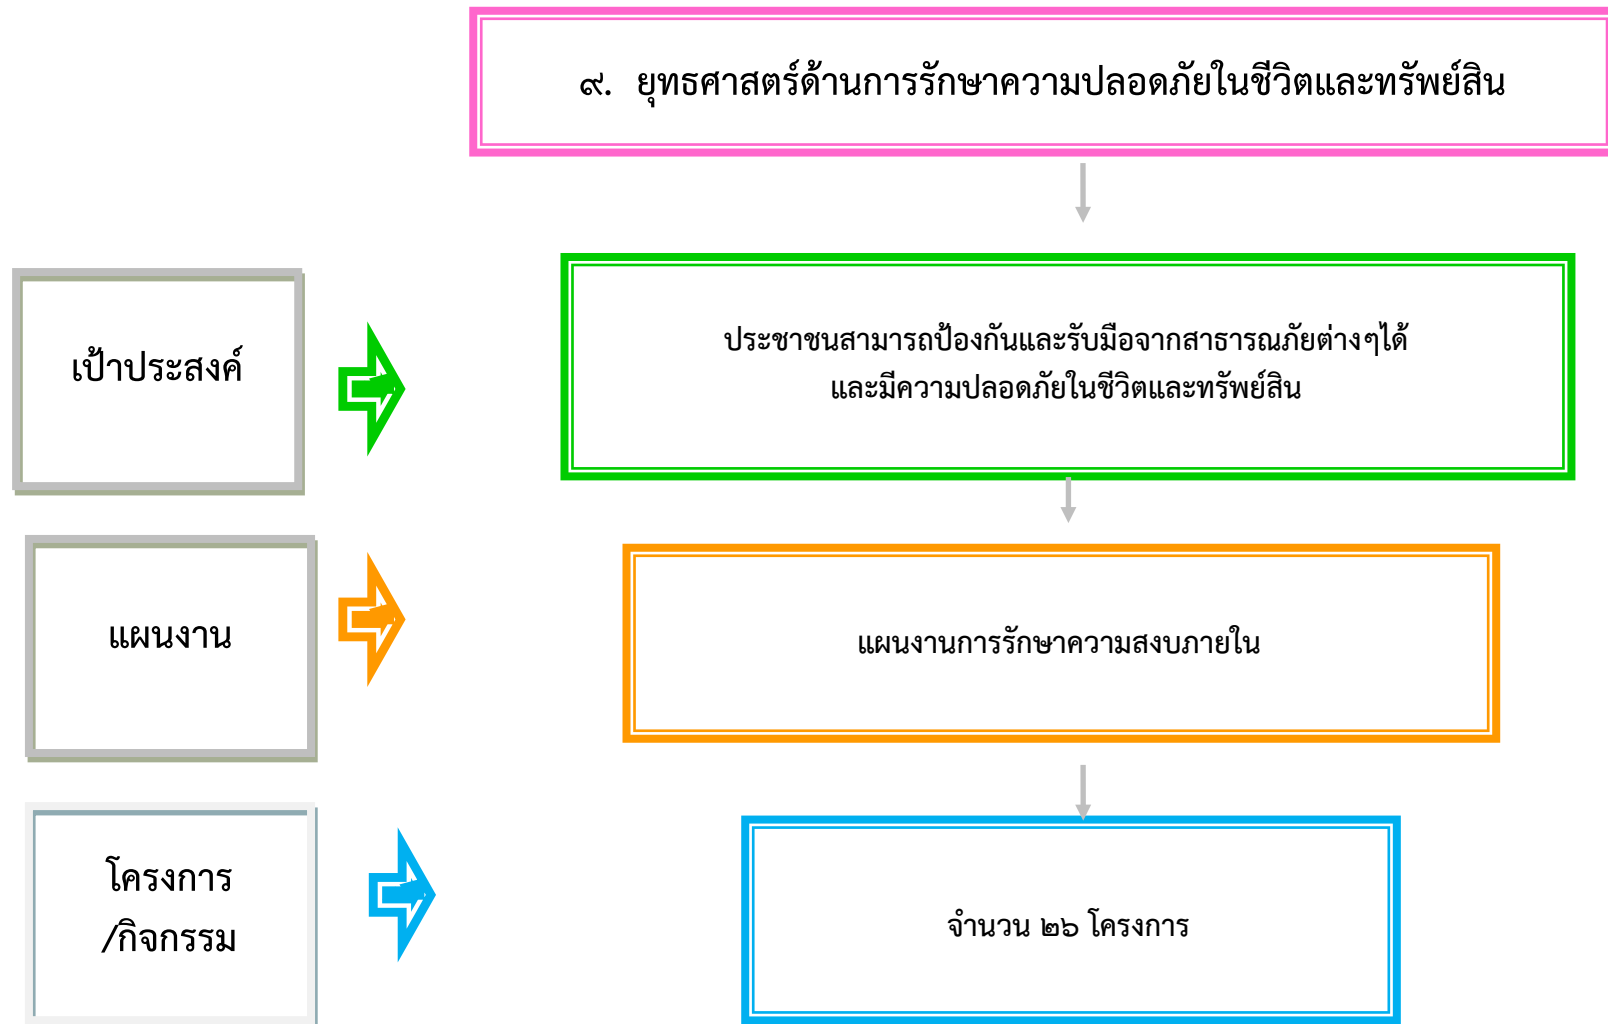 ๙. ยุทธศาสตร์ด้านการรักษาความปลอดภัยในชีวิตและทรัพย์สิน
เป้าประสงค์
ประชาชนสามารถป้องกันและรับมือจากสาธารณภัยต่างๆได้
และมีความปลอดภัยในชีวิตและทรัพย์สิน
แผนงาน
แผนงานการรักษาความสงบภายใน
โครงการ
/กิจกรรม
จำนวน ๒๖ โครงการ